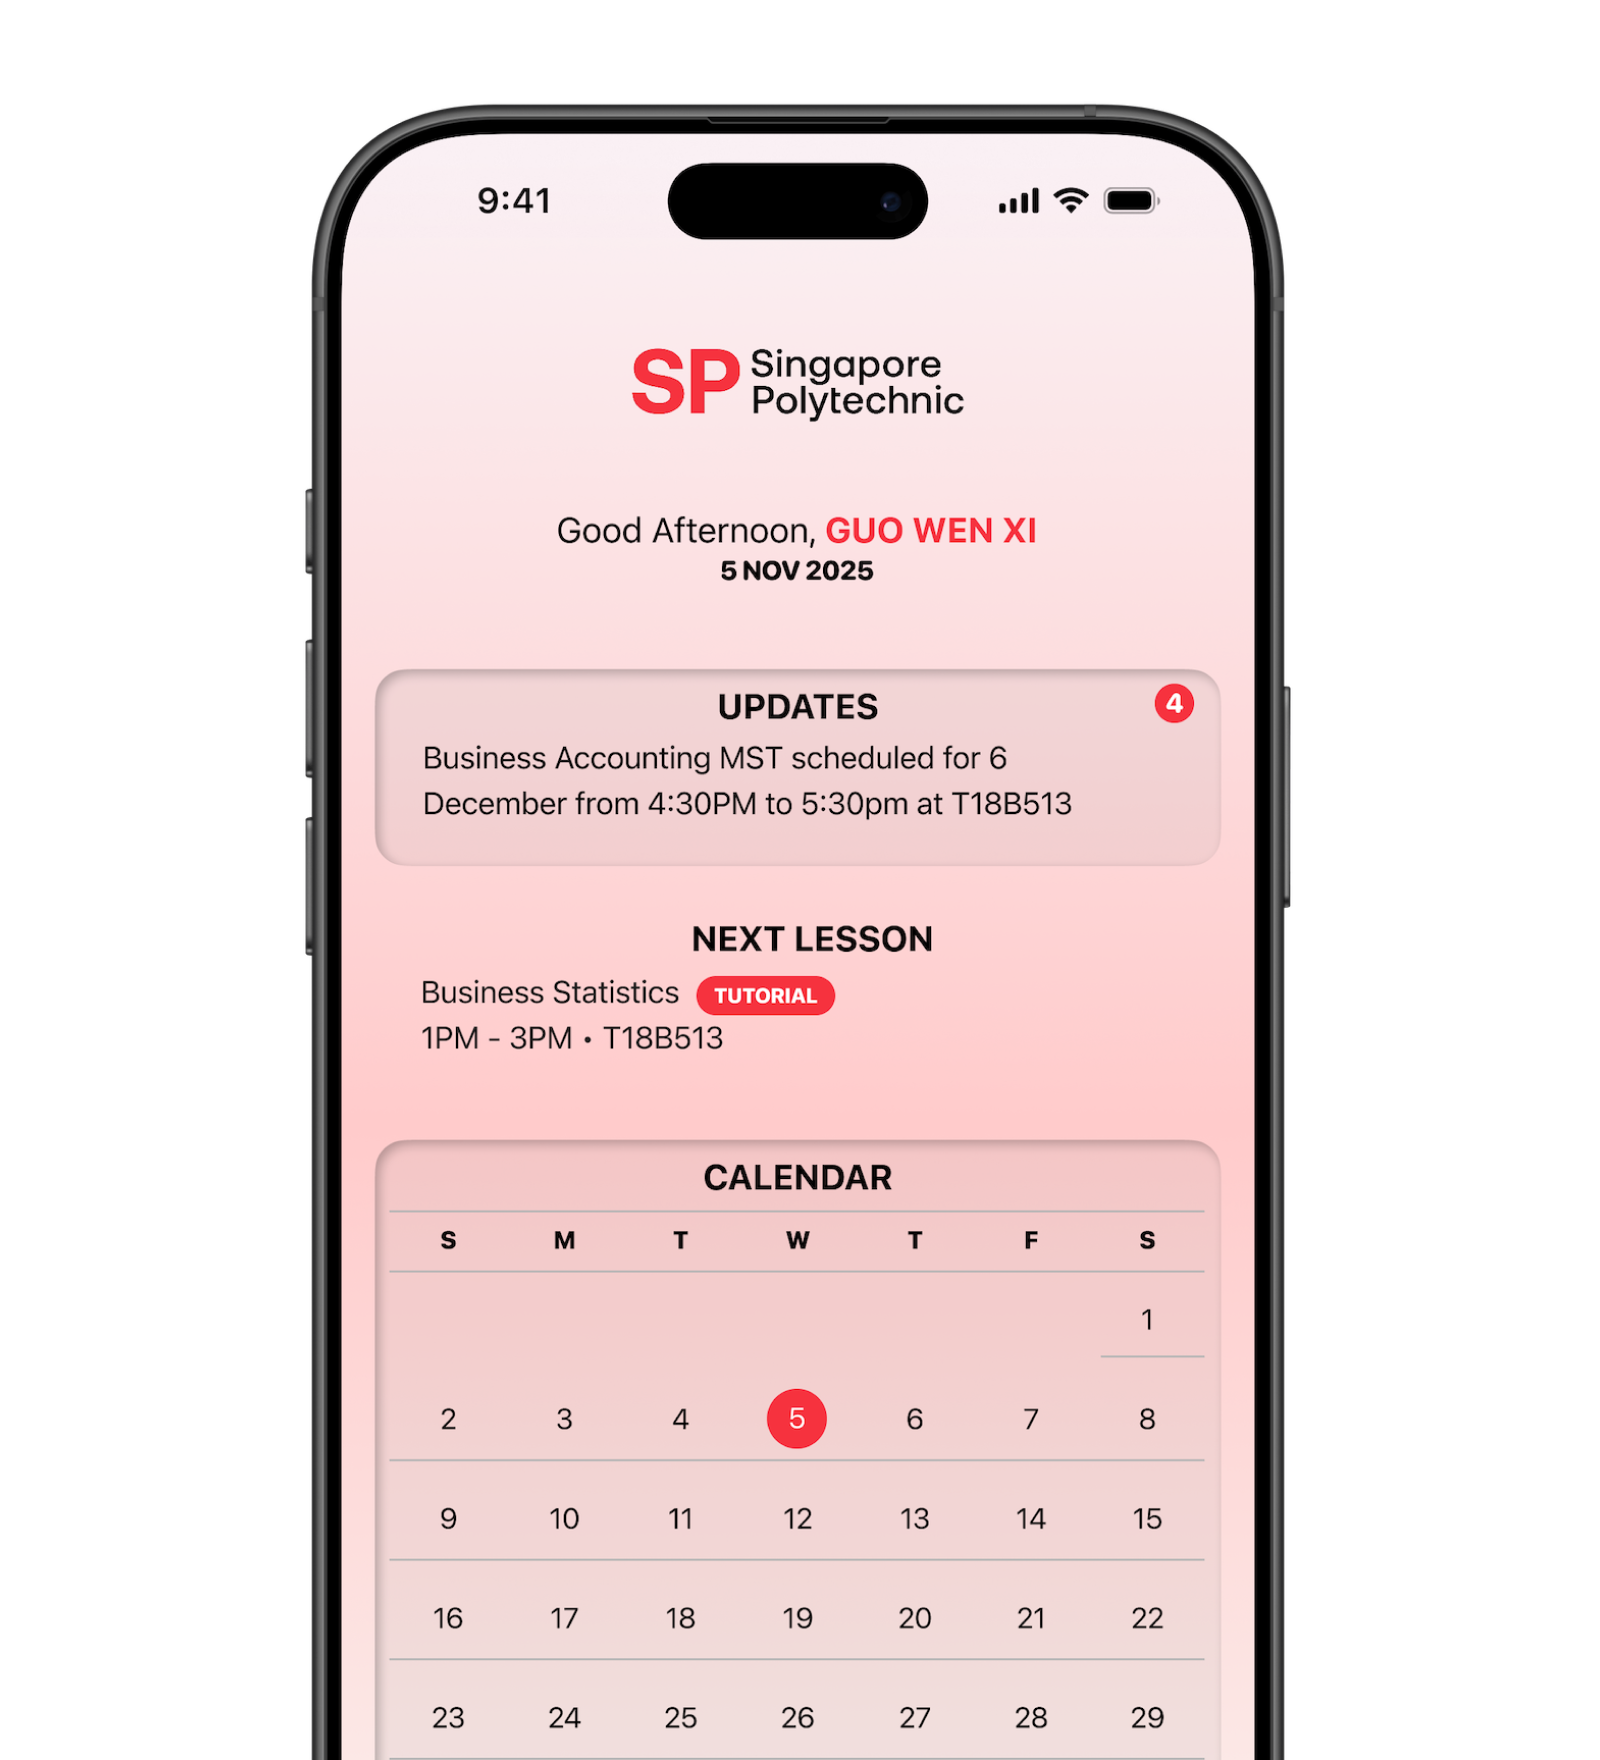 9:41
SP Singapore
Polytechnic
Good Afternoon, GUO WEN XI
5 NOV 2025
UPDATES 4
Business Accounting MST scheduled for 6
December from 4:30PM to 5:30pm at T18B513
NEXT LESSON
Business Statistics TUTORIAL
1PM - 3PM • T18B513
CALENDAR
S M T W T F S
1
2 3 4 5 6 7 8
9 10 11 12 13 14 15
16 17 18 19 20 21 22
23 24 25 26 27 28 29